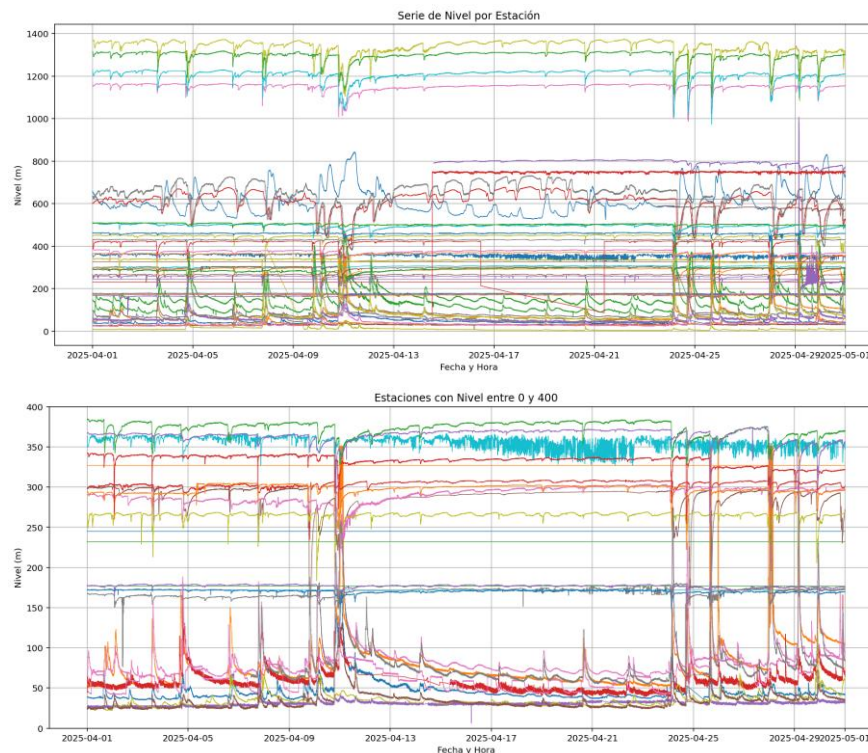 Serie de Nivel por Estación
1400
1200
1000
800
600
400
200
0
Nivel (m)
2025-04-01 2025-04-05 2025-04-09 2025-04-13 2025-04-17 2025-04-21 2025-04-25 2025-04-29 2025-05-01
Fecha y Hora
Estaciones con Nivel entre 0 y 400
400
350
300
250
200
150
100
50
0
Nivel (m)
2025-04-01 2025-04-05 2025-04-09 2025-04-13 2025-04-17 2025-04-21 2025-04-25 2025-04-29 2025-05-01
Fecha y Hora